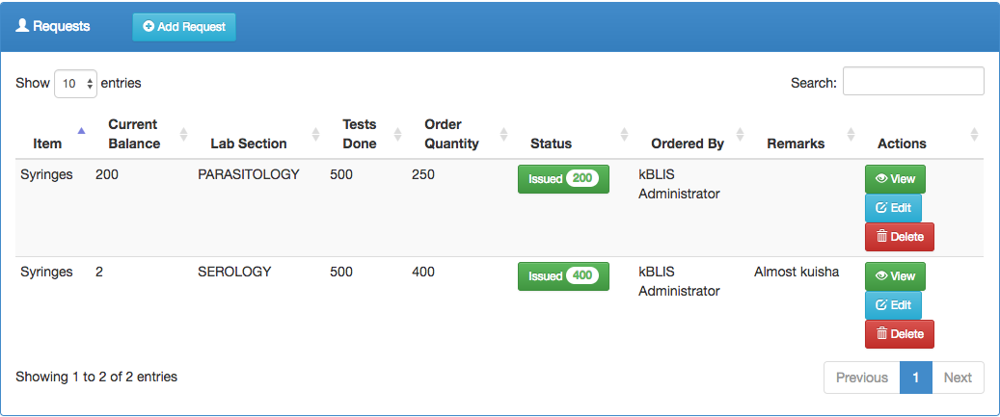 Requests Add Request
Show 10 entries Search:
Item Current Balance Lab Section Tests Done Order Quantity Status Ordered By Remarks Actions
Syringes 200 PARASITOLOGY 500 250 Issued 200 kBLIS Administrator View
Edit
Delete
Syringes 2 SEROLOGY 500 400 Issued 400 kBLIS Administrator Almost kuisha View
Edit
Delete
Showing 1 to 2 of 2 entries Previous 1 Next